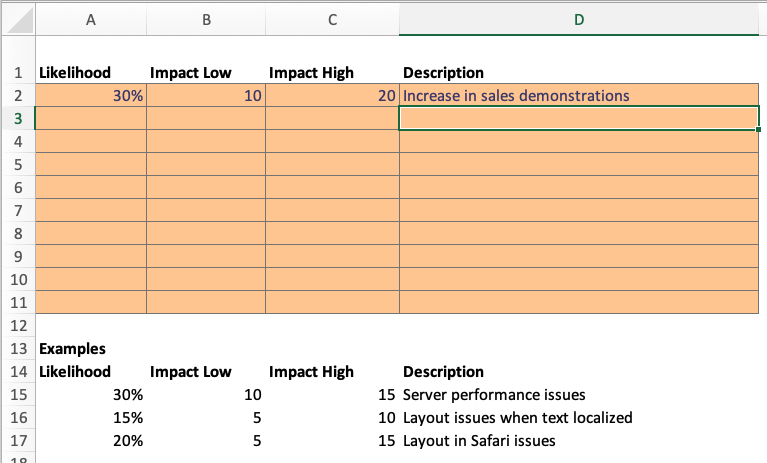 A B C D
1 Likelihood Impact Low Impact High Description
2 30% 10 20 Increase in sales demonstrations
3
4
5
6
7
8
9
10
11
12
13 Examples
14 Likelihood Impact Low Impact High Description
15 30% 10 15 Server performance issues
16 15% 5 10 Layout issues when text localized
17 20% 5 15 Layout in Safari issues
18